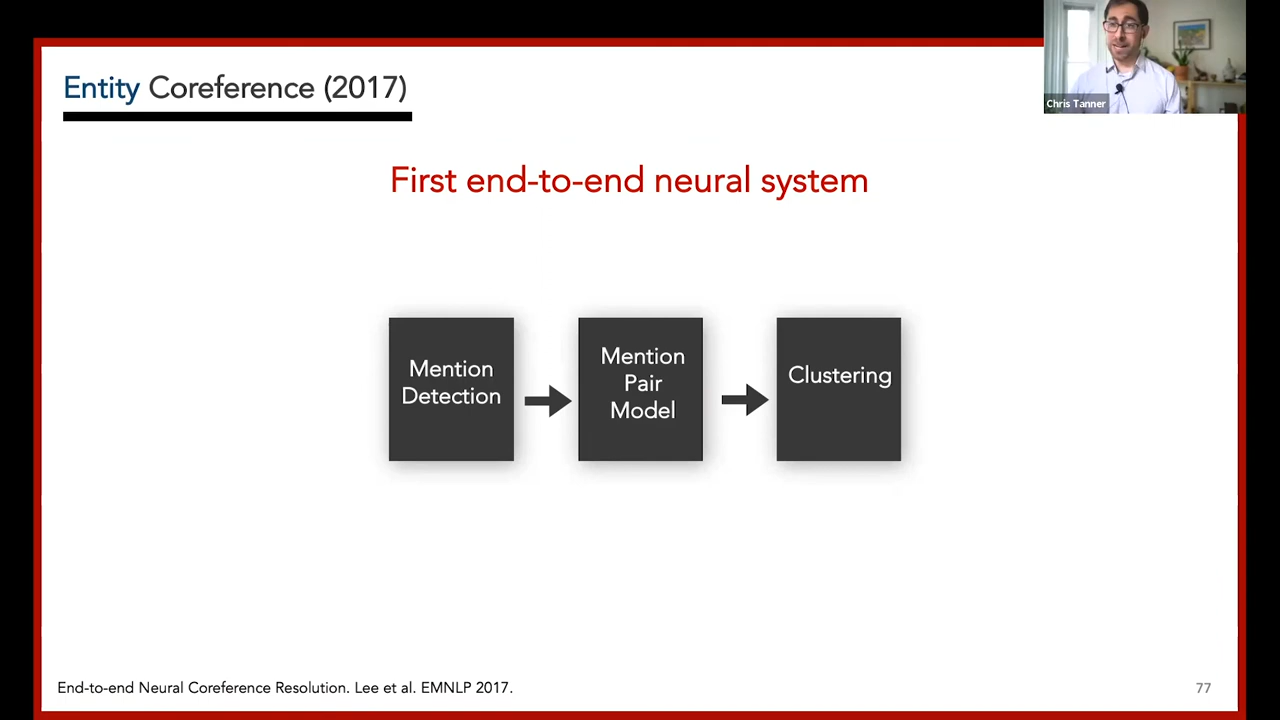 Entity Coreference (2017)
Chris Tanner
First end-to-end neural system
Mention
Detection
Mention
Pair
Model
Clustering
End-to-end Neural Coreference Resolution. Lee et al. EMNLP 2017.
77